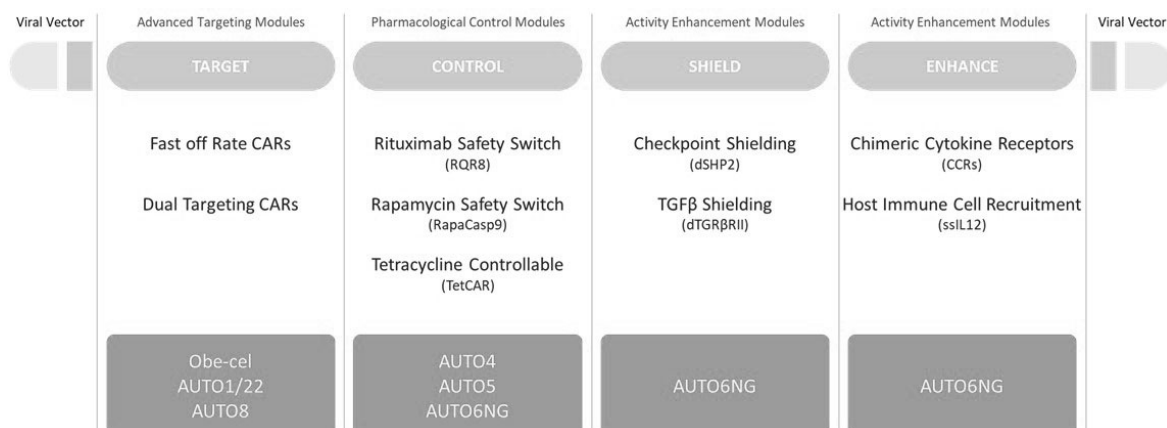 Viral Vector
Advanced Targeting Modules
Pharmacological Control Modules
Activity Enhancement Modules
Activity Enhancement Modules
Viral Vector
TARGET
CONTROL
SHIELD
ENHANCE
Fast off Rate CARs
Dual Targeting CARs
Rituximab Safety Switch
(RQR8)
Rapamycin Safety Switch
(RapaCasp9)
Tetracycline Controllable
(TetCAR)
Checkpoint Shielding
(dSHP2)
TGFβ Shielding
(dTGRβRII)
Chimeric Cytokine Receptors
(CCRs)
Host Immune Cell Recruitment
(ssIL12)
Obe-cel
AUTO1/22
AUTO8
AUTO4
AUTO5
AUTO6NG
AUTO6NG
AUTO6NG